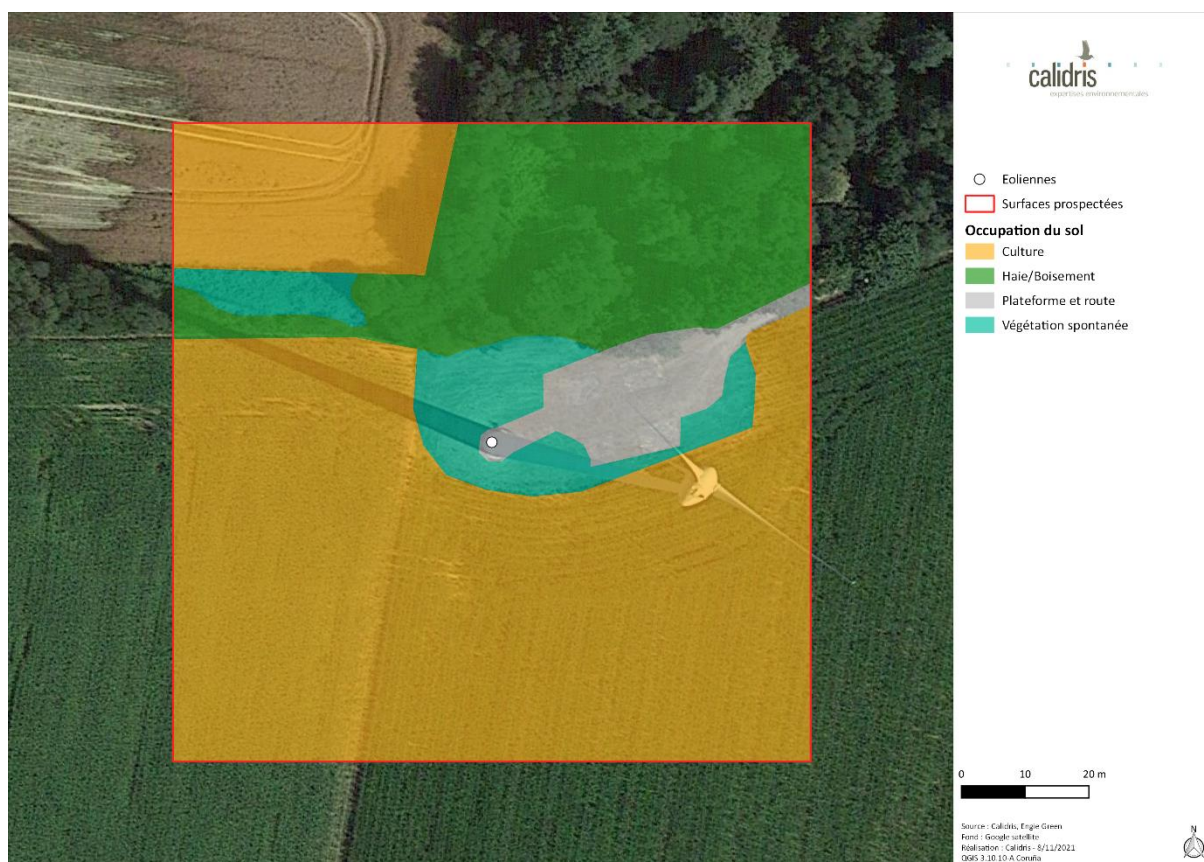 calidris
expertises environnementales
Eoliennes
Surfaces prospectées
Occupation du sol
Culture
Haie/Boisement
Plateforme et route
Végétation spontanée
0 10 20 m
Source : Calidris, Engie Green
Fond : Google satellite
Réalisation : Calidris - 8/11/2021
QGIS 3.10.10-A Coruña
N